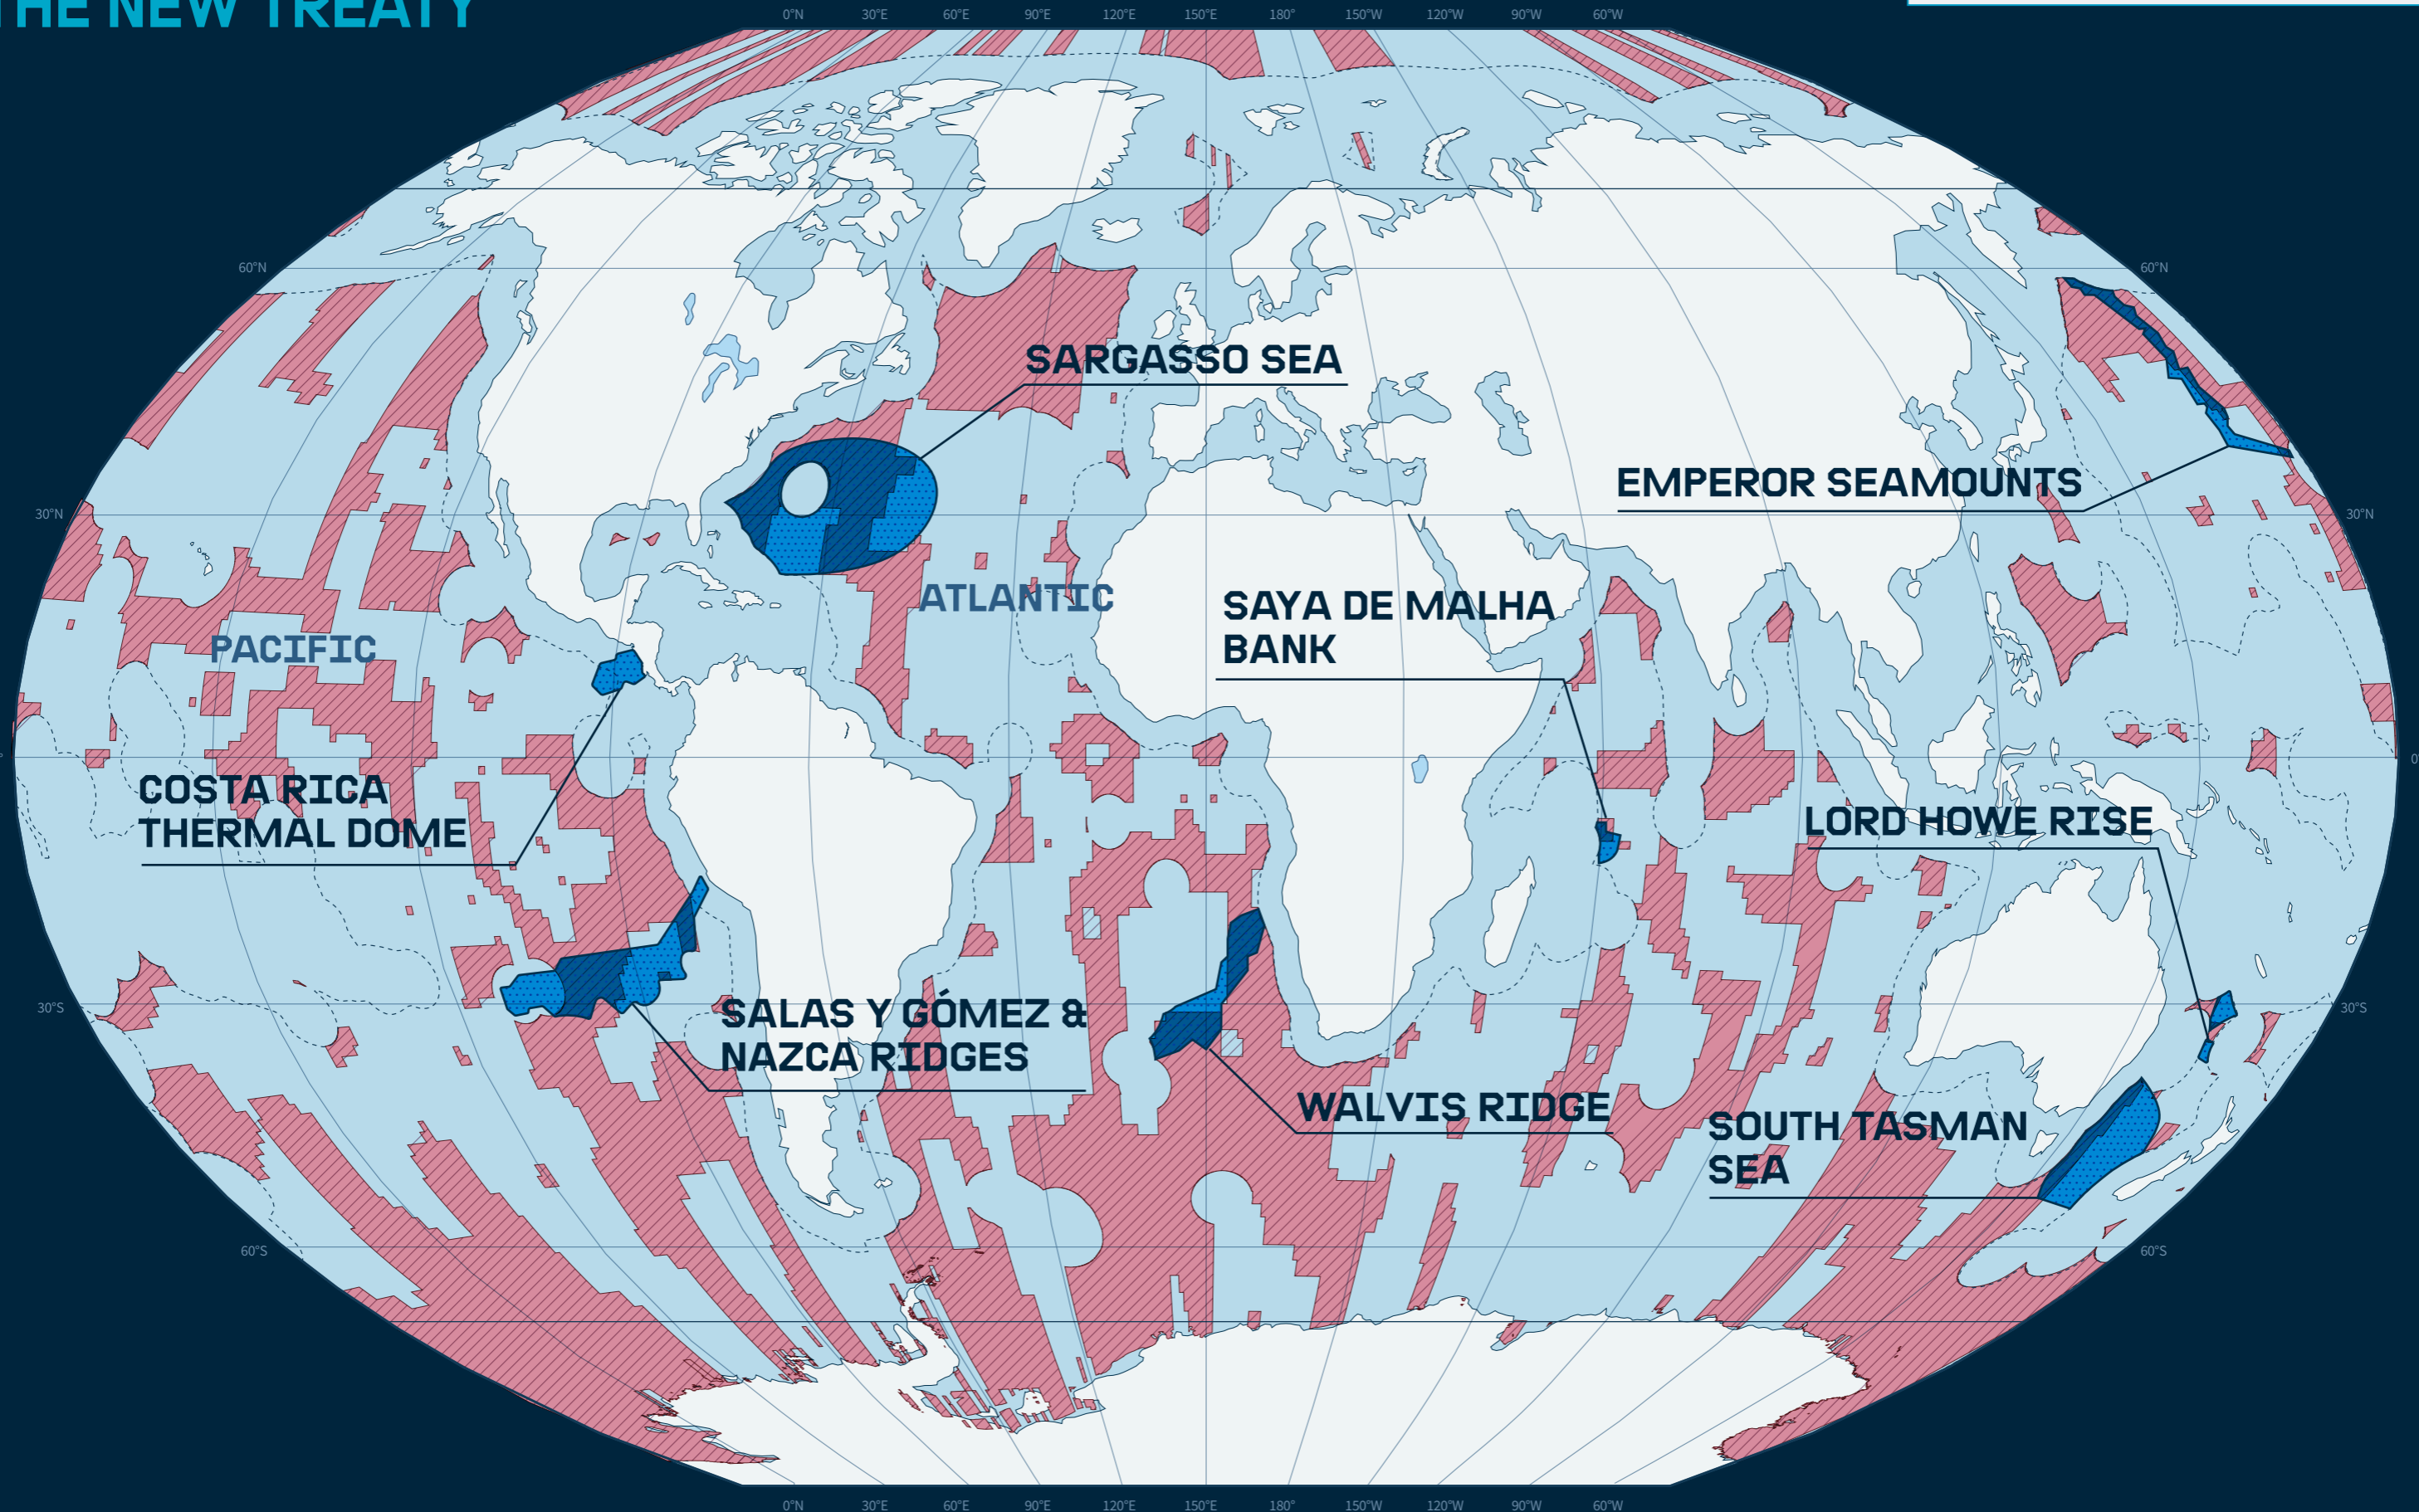 THE NEW TREATY
0°N 30°E 60°E 90°E 120°E 150°E 180° 150°W 120°W 90°W 60°W
60°N
60°N
SARGASSO SEA
EMPEROR SEAMOUNTS
30°N
30°N
ATLANTIC
SAYA DE MALHA
BANK
PACIFIC
COSTA RICA
THERMAL DOME
LORD HOWE RISE
30°S
30°S
SALAS Y GÓMEZ &
NAZCA RIDGES
WALVIS RIDGE
SOUTH TASMAN
SEA
60°S
60°S
0°N 30°E 60°E 90°E 120°E 150°E 180° 150°W 120°W 90°W 60°W